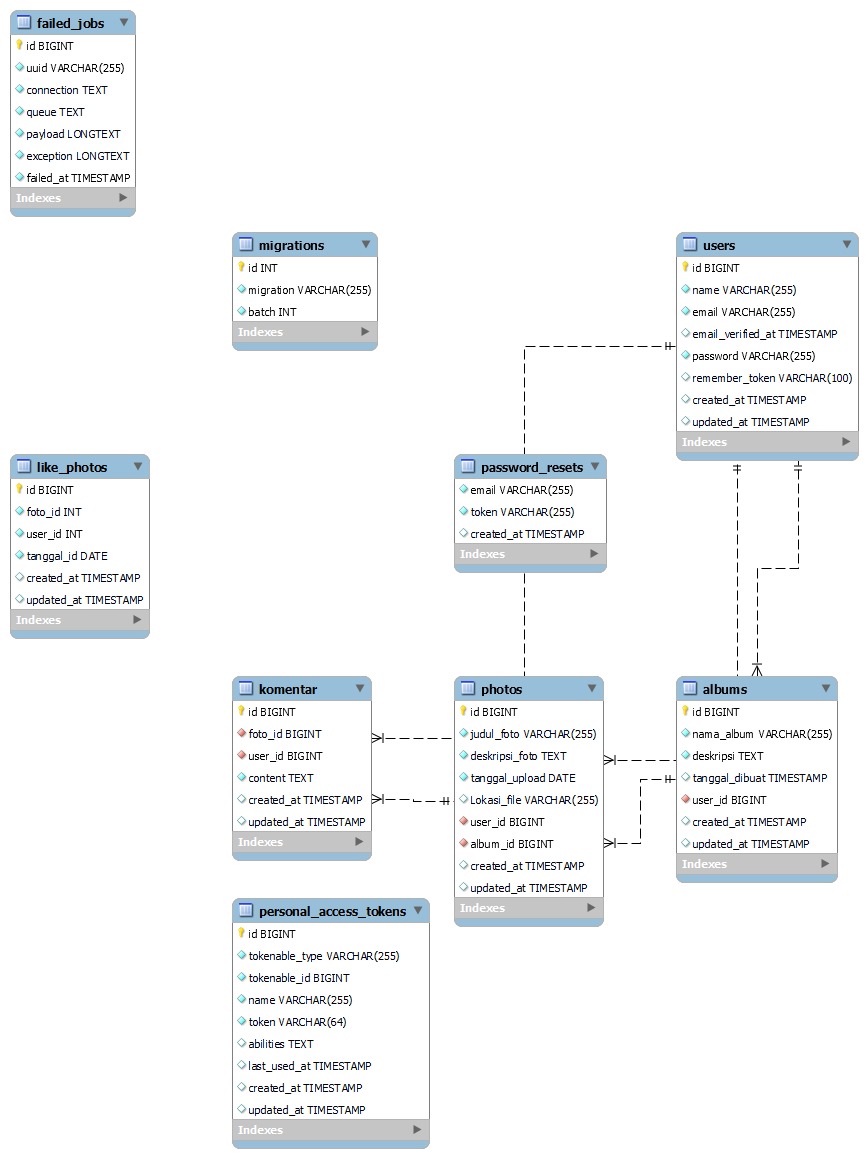 failed_jobs
id BIGINT
uuid VARCHAR(255)
connection TEXT
queue TEXT
payload LONGTEXT
exception LONGTEXT
failed_at TIMESTAMP
Indexes
migrations
id INT
migration VARCHAR(255)
batch INT
Indexes
users
id BIGINT
name VARCHAR(255)
email VARCHAR(255)
email_verified_at TIMESTAMP
password VARCHAR(255)
remember_token VARCHAR(100)
created_at TIMESTAMP
updated_at TIMESTAMP
Indexes
like_photos
id BIGINT
foto_id INT
user_id INT
tanggal_id DATE
created_at TIMESTAMP
updated_at TIMESTAMP
Indexes
password_resets
email VARCHAR(255)
token VARCHAR(255)
created_at TIMESTAMP
Indexes
komentar
id BIGINT
foto_id BIGINT
user_id BIGINT
content TEXT
created_at TIMESTAMP
updated_at TIMESTAMP
Indexes
photos
id BIGINT
judul_foto VARCHAR(255)
deskripsi_foto TEXT
tanggal_upload DATE
Lokasi_file VARCHAR(255)
user_id BIGINT
album_id BIGINT
created_at TIMESTAMP
updated_at TIMESTAMP
Indexes
albums
id BIGINT
nama_album VARCHAR(255)
deskripsi TEXT
tanggal_dibuat TIMESTAMP
user_id BIGINT
created_at TIMESTAMP
updated_at TIMESTAMP
Indexes
personal_access_tokens
id BIGINT
tokenable_type VARCHAR(255)
tokenable_id BIGINT
name VARCHAR(255)
token VARCHAR(64)
abilities TEXT
last_used_at TIMESTAMP
created_at TIMESTAMP
updated_at TIMESTAMP
Indexes